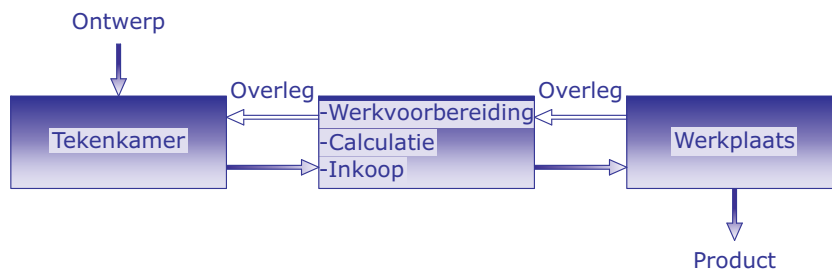 Ontwerp
Overleg
Overleg
Tekenkamer
-Werkvoorbereiding
-Calculatie
-Inkoop
Werkplaats
Product